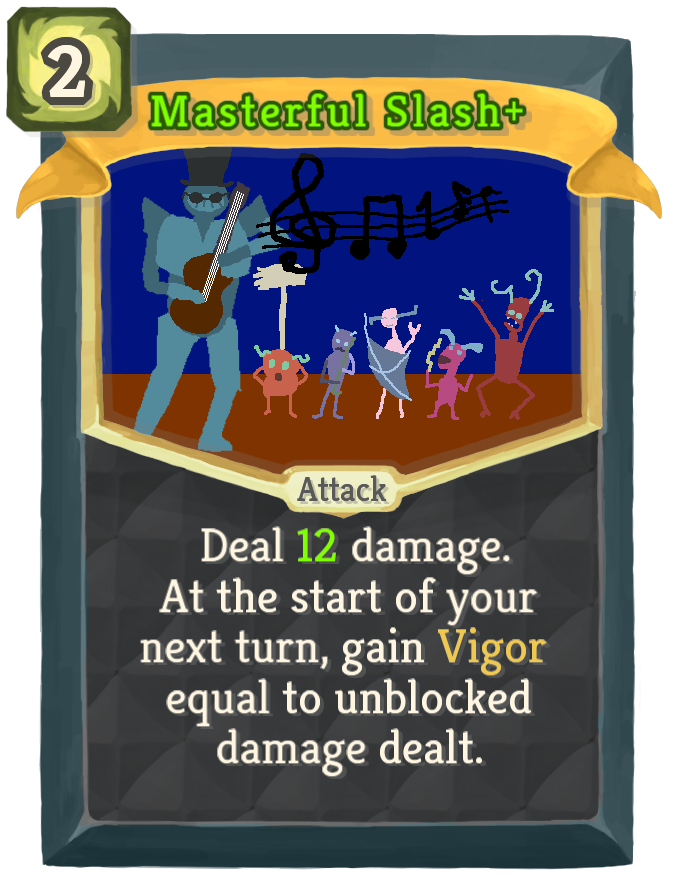 2
Masterful Slash+
Attack
Deal 12 damage.
At the start of your
next turn, gain Vigor
equal to unblocked
damage dealt.